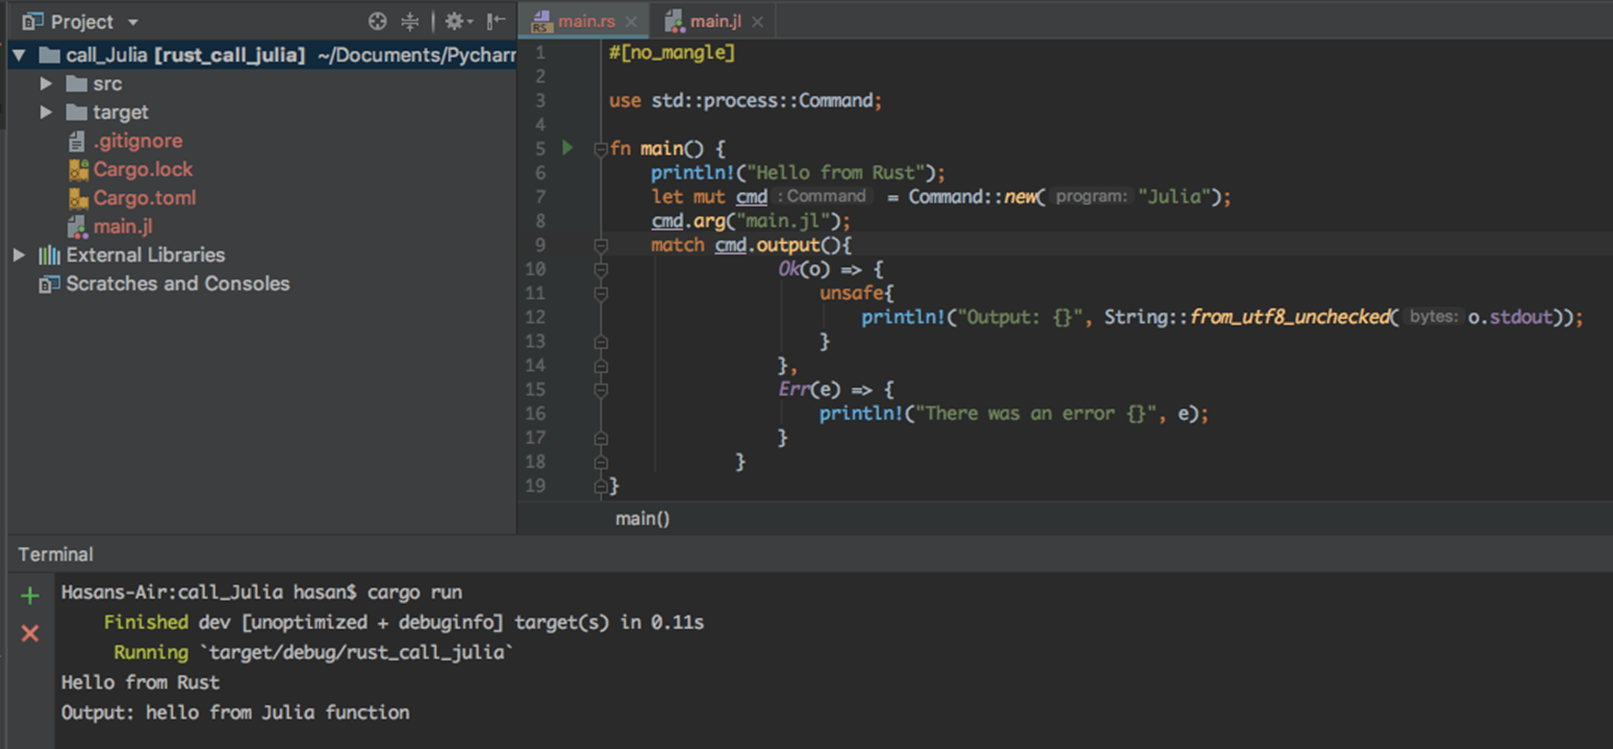 Project
call_Julia [rust_call_julia] ~/Documents/Pycharm
src
target
.gitignore
Cargo.lock
Cargo.toml
main.jl
External Libraries
Scratches and Consoles
main.rs main.jl
1 #[no_mangle]
2
3 use std::process::Command;
4
5 fn main() {
6 println!("Hello from Rust");
7 let mut cmd : Command = Command::new( program: "Julia");
8 cmd.arg("main.jl");
9 match cmd.output(){
10 Ok(o) => {
11 unsafe{
12 println!("Output: {}", String::from_utf8_unchecked( bytes: o.stdout));
13 }
14 },
15 Err(e) => {
16 println!("There was an error {}", e);
17 }
18 }
19 }
main()
Terminal
Hasans-Air:call_Julia hasan$ cargo run
Finished dev [unoptimized + debuginfo] target(s) in 0.11s
Running `target/debug/rust_call_julia`
Hello from Rust
Output: hello from Julia function